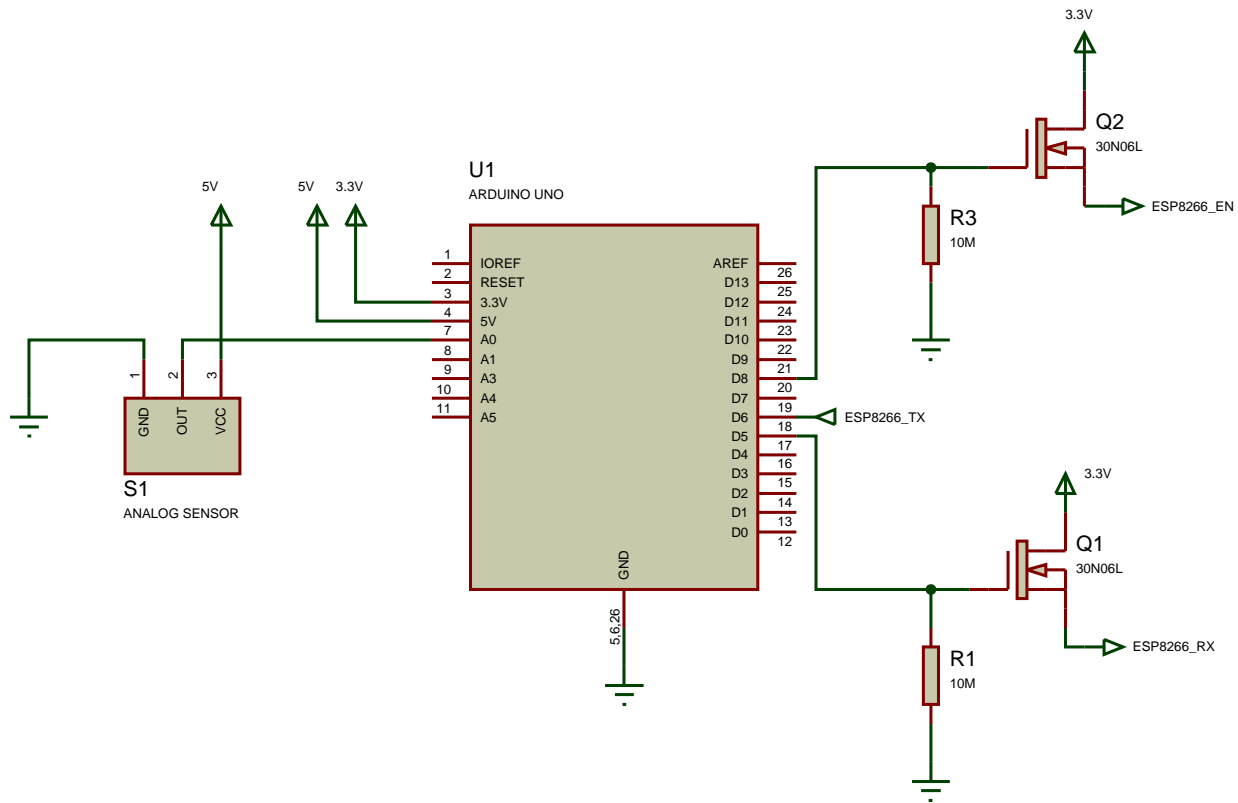 3.3V
Q2
30N06L
ESP8266_EN
R3
10M
U1
ARDUINO UNO
5V
5V
3.3V
1
IOREF
2
RESET
3
3.3V
4
5V
7
A0
8
A1
9
A3
10
A4
11
A5
AREF
26
D13
25
D12
24
D11
23
D10
22
D9
21
D8
20
D7
19
D6
18
D5
17
D4
16
D3
15
D2
14
D1
13
D0
12
GND
5,6,26
ESP8266_TX
1
2
3
GND
OUT
VCC
S1
ANALOG SENSOR
3.3V
Q1
30N06L
ESP8266_RX
R1
10M